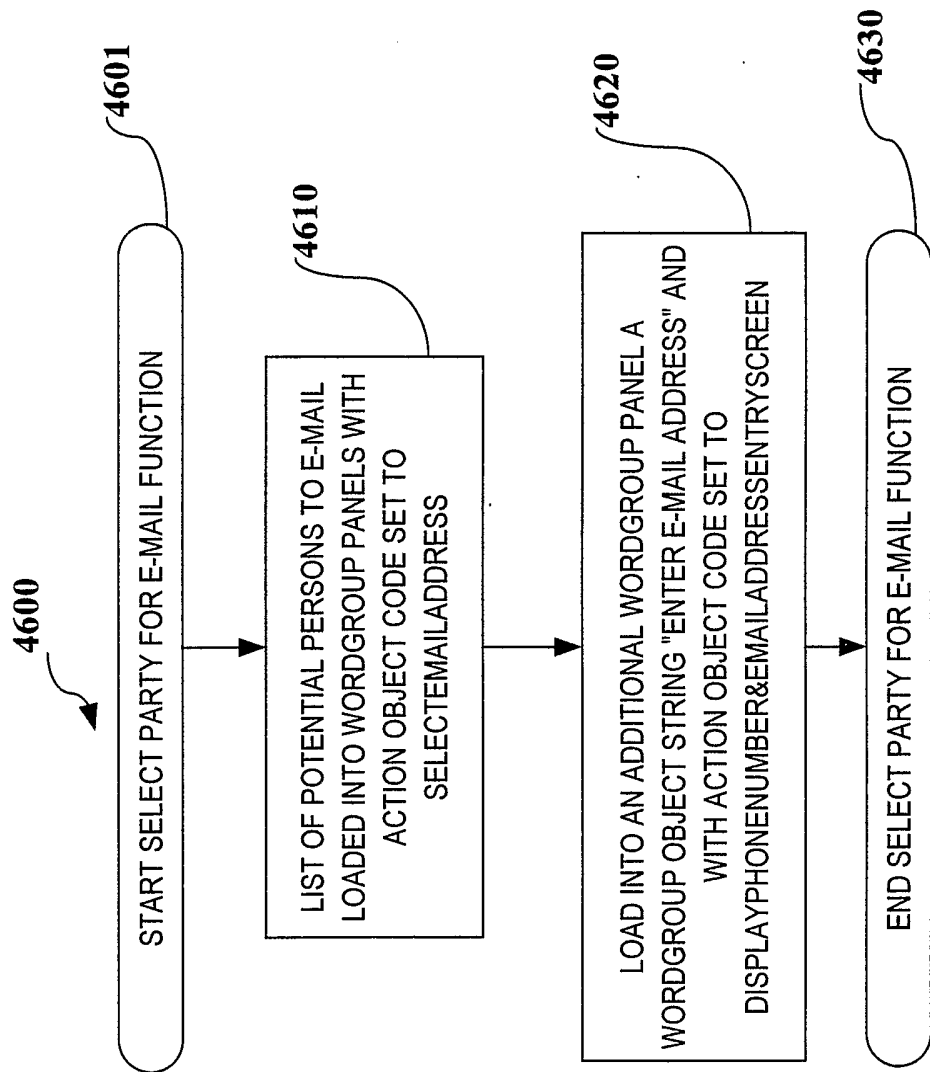 4600
4601
START SELECT PARTY FOR E-MAIL FUNCTION
4610
LIST OF POTENTIAL PERSONS TO E-MAIL
LOADED INTO WORDGROUP PANELS WITH
ACTION OBJECT CODE SET TO
SELECTEMAILADDRESS
4620
LOAD INTO AN ADDITIONAL WORDGROUP PANEL A
WORDGROUP OBJECT STRING "ENTER E-MAIL ADDRESS" AND
WITH ACTION OBJECT CODE SET TO
DISPLAYPHONENUMBER&EMAILADDRESSENTRYSCREEN
4630
END SELECT PARTY FOR E-MAIL FUNCTION